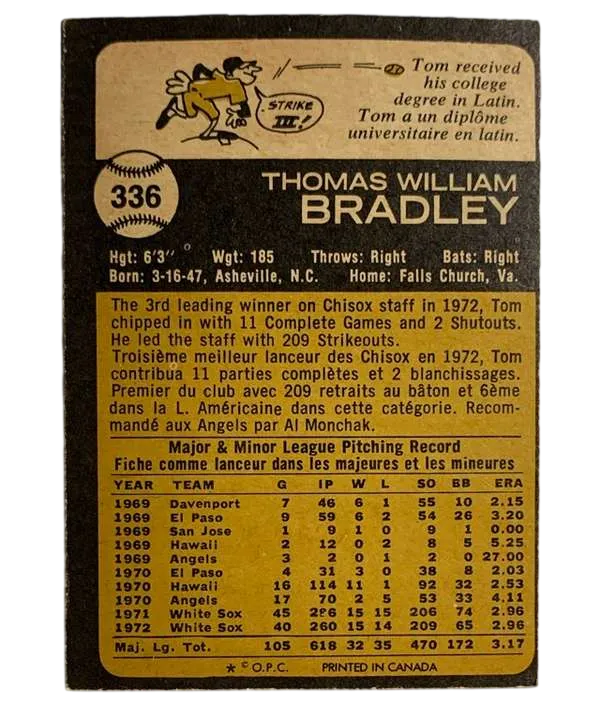 Tom received
his college
degree in Latin.
Tom a un diplôme
universitaire en latin.
STRIKE
III!
336
THOMAS WILLIAM
BRADLEY
Hgt: 6'3" Wgt: 185 Throws: Right Bats: Right
Born: 3-16-47, Asheville, N.C. Home: Falls Church, Va.
The 3rd leading winner on Chisox staff in 1972, Tom
chipped in with 11 Complete Games and 2 Shutouts.
He led the staff with 209 Strikeouts.
Troisième meilleur lanceur des Chisox en 1972, Tom
contribua 11 parties complètes et 2 blanchissages.
Premier du club avec 209 retraits au bâton et 6ème
dans la L. Américaine dans cette catégorie. Recom-
mandé aux Angels par Al Monchak.
Major & Minor League Pitching Record
Fiche comme lanceur dans les majeures et les mineures
YEAR TEAM G IP W L SO BB ERA
1969 Davenport 7 46 6 1 55 10 2.15
1969 El Paso 9 59 6 2 54 26 3.20
1969 San Jose 1 9 1 0 9 1 0.00
1969 Hawaii 2 12 0 2 8 5 5.25
1969 Angels 3 2 0 1 2 0 27.00
1970 El Paso 4 31 3 0 38 8 2.03
1970 Hawaii 16 114 11 1 92 32 2.53
1970 Angels 17 70 2 5 53 33 4.11
1971 White Sox 45 286 15 15 206 74 2.96
1972 White Sox 40 260 15 14 209 65 2.96
Maj. Lg. Tot. 105 618 32 35 470 172 3.17
* © O.P.C. PRINTED IN CANADA